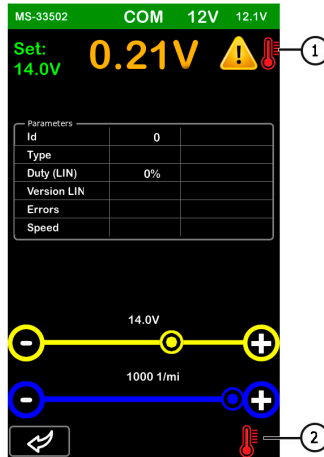 MS-33502 COM 12V 12.1V
Set: 0.21V
14.0V
1
Parameters
Id 0
Type
Duty (LIN) 0%
Version LIN
Errors
Speed
14.0V
- +
1000 1/mi
- +
2